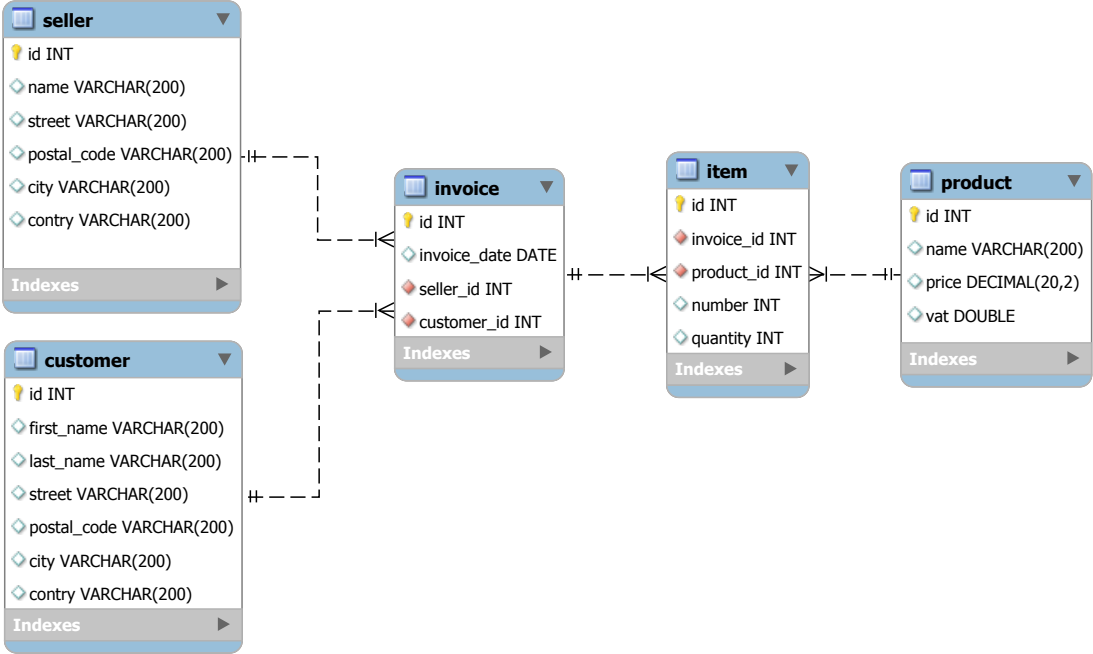 seller
id INT
name VARCHAR(200)
street VARCHAR(200)
postal_code VARCHAR(200)
city VARCHAR(200)
contry VARCHAR(200)
Indexes
customer
id INT
first_name VARCHAR(200)
last_name VARCHAR(200)
street VARCHAR(200)
postal_code VARCHAR(200)
city VARCHAR(200)
contry VARCHAR(200)
Indexes
invoice
id INT
invoice_date DATE
seller_id INT
customer_id INT
Indexes
item
id INT
invoice_id INT
product_id INT
number INT
quantity INT
Indexes
product
id INT
name VARCHAR(200)
price DECIMAL(20,2)
vat DOUBLE
Indexes